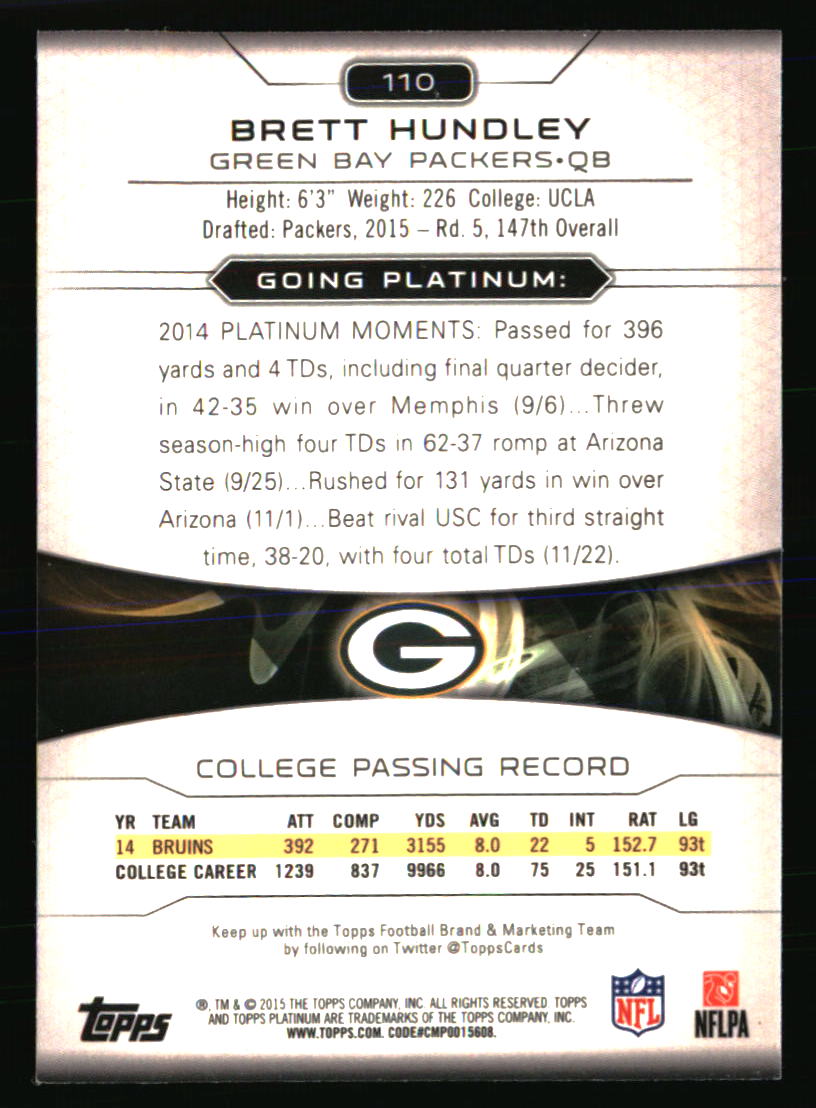 110
BRETT HUNDLEY
GREEN BAY PACKERS•QB
Height: 6'3" Weight: 226 College: UCLA
Drafted: Packers, 2015 – Rd. 5, 147th Overall
GOING PLATINUM:
2014 PLATINUM MOMENTS: Passed for 396
yards and 4 TDs, including final quarter decider,
in 42-35 win over Memphis (9/6)...Threw
season-high four TDs in 62-37 romp at Arizona
State (9/25)...Rushed for 131 yards in win over
Arizona (11/1)...Beat rival USC for third straight
time, 38-20, with four total TDs (11/22).
G
COLLEGE PASSING RECORD
YR TEAM ATT COMP YDS AVG TD INT RAT LG
14 BRUINS 392 271 3155 8.0 22 5 152.7 93t
COLLEGE CAREER 1239 837 9966 8.0 75 25 151.1 93t
Keep up with the Topps Football Brand & Marketing Team
by following on Twitter @ToppsCards
topps
®, TM & © 2015 THE TOPPS COMPANY, INC. ALL RIGHTS RESERVED. TOPPS
AND TOPPS PLATINUM ARE TRADEMARKS OF THE TOPPS COMPANY, INC.
WWW.TOPPS.COM. CODE#CMP0015608.
NFL
NFLPA